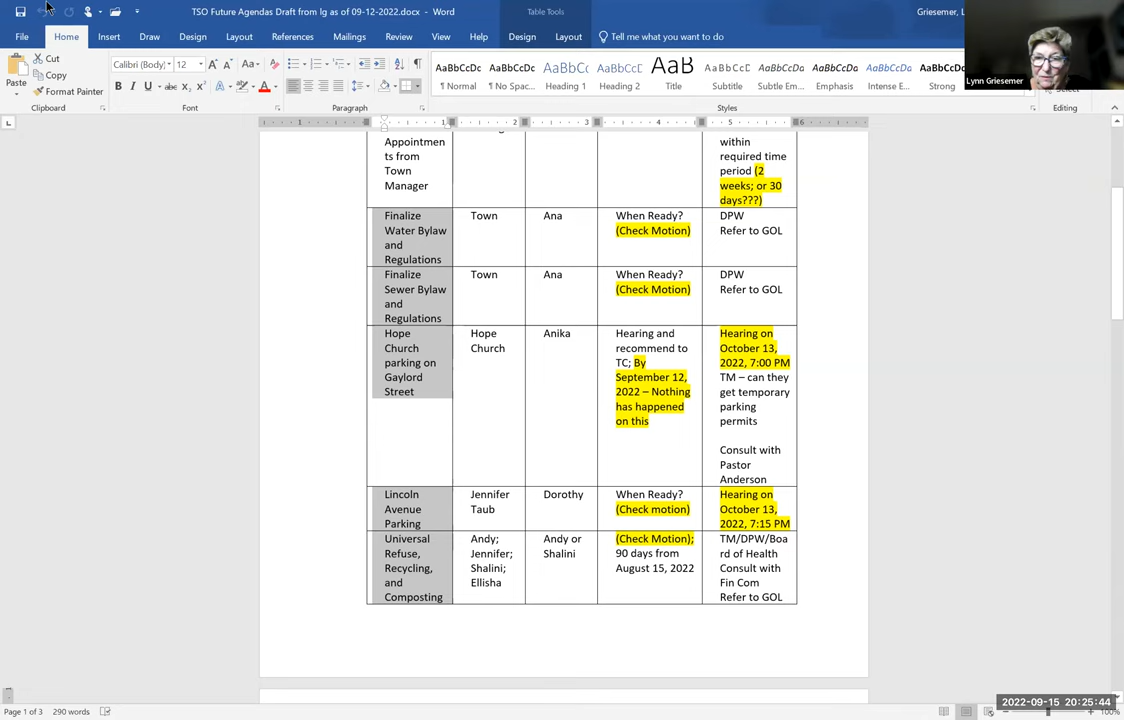 TSO Future Agendas Draft from lg as of 09-12-2022.docx - Word
Table Tools
Griesemer, L
File
Home
Insert
Draw
Design
Layout
References
Mailings
Review
View
Help
Design
Layout
Tell me what you want to do
Paste
Cut
Copy
Format Painter
Clipboard
Calibri (Body)
12
Font
Paragraph
AaBbCcDc
¶ Normal
AaBbCcDc
¶ No Spac...
AaBbCcDc
Heading 1
AaBbCcDc
Heading 2
AaB
Title
AaBbCcDc
Subtitle
AaBbCcDc
Subtle Em...
AaBbCcDc
Emphasis
AaBbCcDc
Intense E...
AaBbCcDc
Strong
Styles
Editing
Lynn Griesemer
Appointmen
ts from
Town
Manager
within
required time
period (2
weeks; or 30
days???)
Finalize
Water Bylaw
and
Regulations
Town
Ana
When Ready?
(Check Motion)
DPW
Refer to GOL
Finalize
Sewer Bylaw
and
Regulations
Town
Ana
When Ready?
(Check Motion)
DPW
Refer to GOL
Hope
Church
parking on
Gaylord
Street
Hope
Church
Anika
Hearing and
recommend to
TC; By
September 12,
2022 – Nothing
has happened
on this
Hearing on
October 13,
2022, 7:00 PM
TM – can they
get temporary
parking
permits
Consult with
Pastor
Anderson
Lincoln
Avenue
Parking
Jennifer
Taub
Dorothy
When Ready?
(Check motion)
Hearing on
October 13,
2022, 7:15 PM
Universal
Refuse,
Recycling,
and
Composting
Andy;
Jennifer;
Shalini;
Ellisha
Andy or
Shalini
(Check Motion);
90 days from
August 15, 2022
TM/DPW/Boa
rd of Health
Consult with
Fin Com
Refer to GOL
2022-09-15 20:25:44
Page 1 of 3
290 words
100%